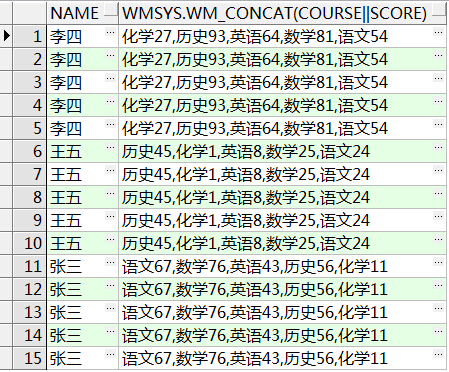 NAME WMSYS.WM_CONCAT(COURSE||SCORE)
1 李四 化学27,历史93,英语64,数学81,语文54
2 李四 化学27,历史93,英语64,数学81,语文54
3 李四 化学27,历史93,英语64,数学81,语文54
4 李四 化学27,历史93,英语64,数学81,语文54
5 李四 化学27,历史93,英语64,数学81,语文54
6 王五 历史45,化学1,英语8,数学25,语文24
7 王五 历史45,化学1,英语8,数学25,语文24
8 王五 历史45,化学1,英语8,数学25,语文24
9 王五 历史45,化学1,英语8,数学25,语文24
10 王五 历史45,化学1,英语8,数学25,语文24
11 张三 语文67,数学76,英语43,历史56,化学11
12 张三 语文67,数学76,英语43,历史56,化学11
13 张三 语文67,数学76,英语43,历史56,化学11
14 张三 语文67,数学76,英语43,历史56,化学11
15 张三 语文67,数学76,英语43,历史56,化学11